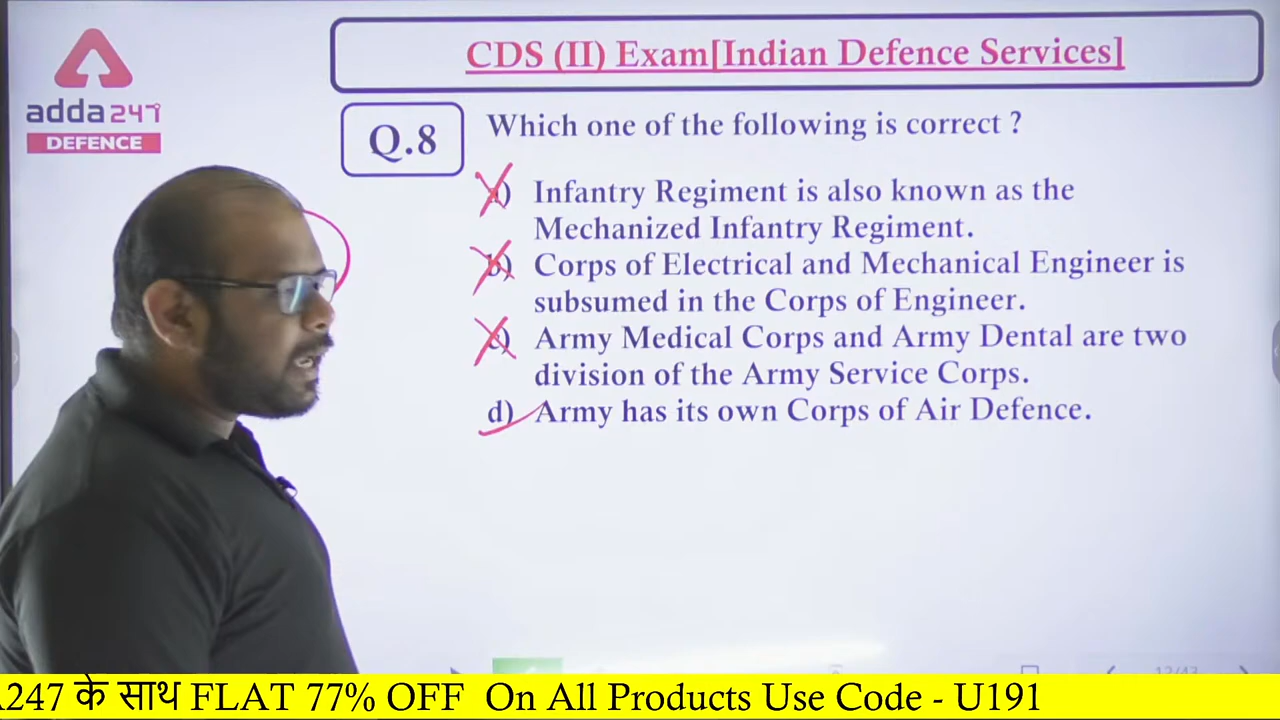 adda247
DEFENCE
CDS (II) Exam[Indian Defence Services]
Q.8
Which one of the following is correct ?
a) Infantry Regiment is also known as the
Mechanized Infantry Regiment.
b) Corps of Electrical and Mechanical Engineer is
subsumed in the Corps of Engineer.
c) Army Medical Corps and Army Dental are two
division of the Army Service Corps.
d) Army has its own Corps of Air Defence.
247 के साथ FLAT 77% OFF On All Products Use Code - U191